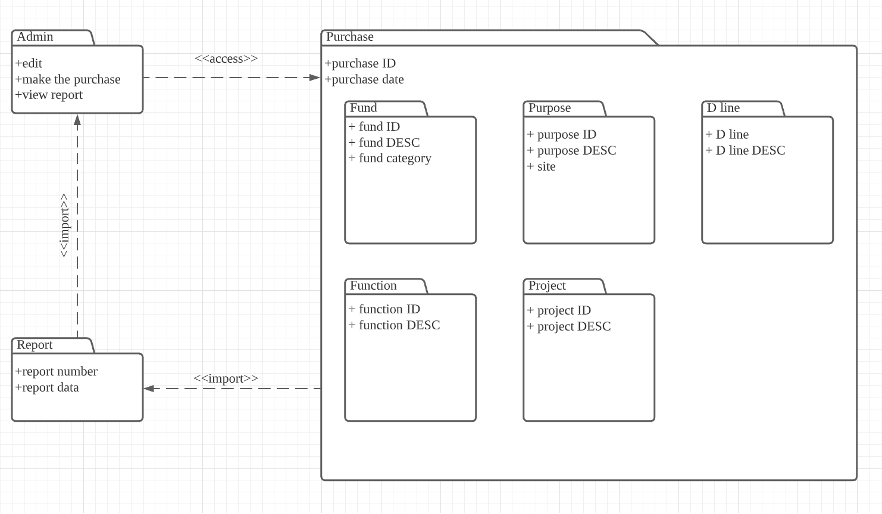 Admin
+edit
+make the purchase
+view report
<<access>>
Purchase
+purchase ID
+purchase date
Fund
+ fund ID
+ fund DESC
+ fund category
Purpose
+ purpose ID
+ purpose DESC
+ site
D line
+ D line
+ D line DESC
<<import>>
Function
+ function ID
+ function DESC
Project
+ project ID
+ project DESC
Report
+report number
+report data
<<import>>